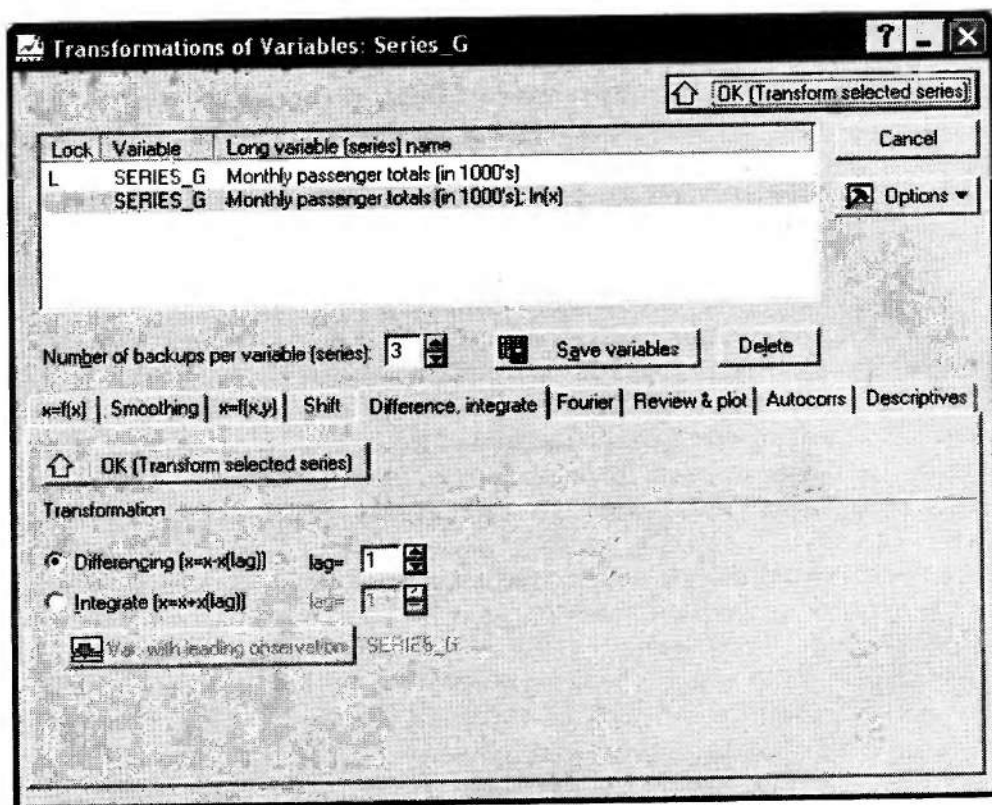 Transformations of Variables: Series_G
OK (Transform selected series)
Cancel
Options
Lock Variable Long variable (series) name
L SERIES_G Monthly passenger totals (in 1000's)
SERIES_G Monthly passenger totals (in 1000's); ln(x)
Number of backups per variable (series): 3 Save variables Delete
x=f(x) Smoothing x=f(x,y) Shift Difference, integrate Fourier Review & plot Autocorrs Descriptives
OK (Transform selected series)
Transformation
Differencing (x=x-x(lag)) lag= 1
Integrate (x=x+x(lag)) lag= 1
Var. with leading observation SERIES_G